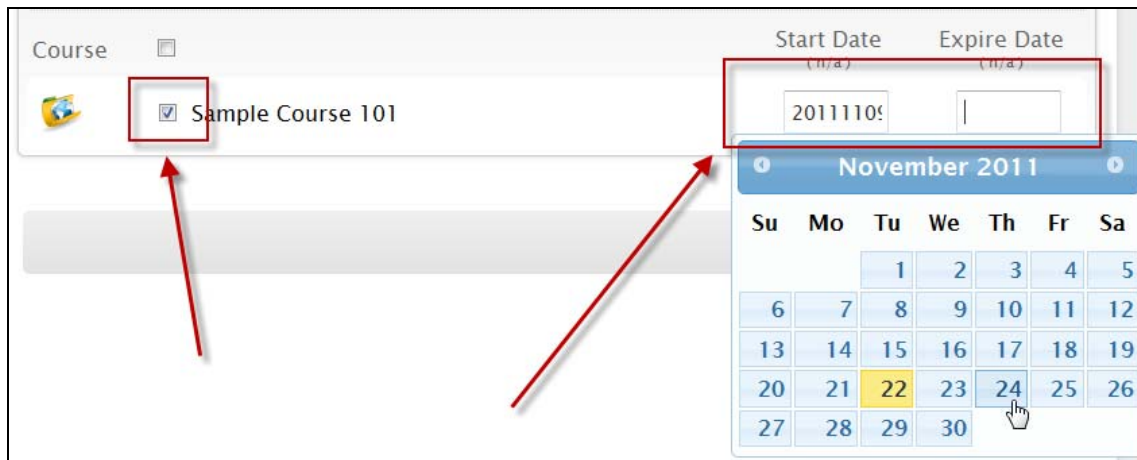 Course Start Date Expire Date
(n/a) (n/a)
Sample Course 101 20111109
November 2011
Su Mo Tu We Th Fr Sa
1 2 3 4 5
6 7 8 9 10 11 12
13 14 15 16 17 18 19
20 21 22 23 24 25 26
27 28 29 30